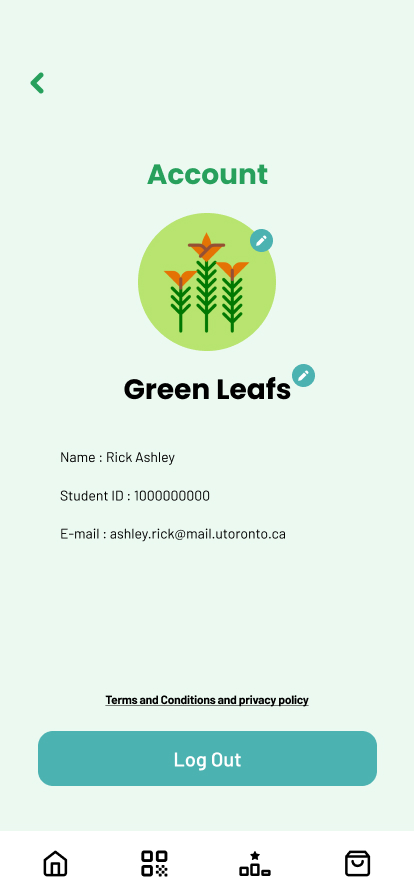 Account
Green Leafs
Name : Rick Ashley
Student ID : 1000000000
E-mail : ashley.rick@mail.utoronto.ca
Terms and Conditions and privacy policy
Log Out